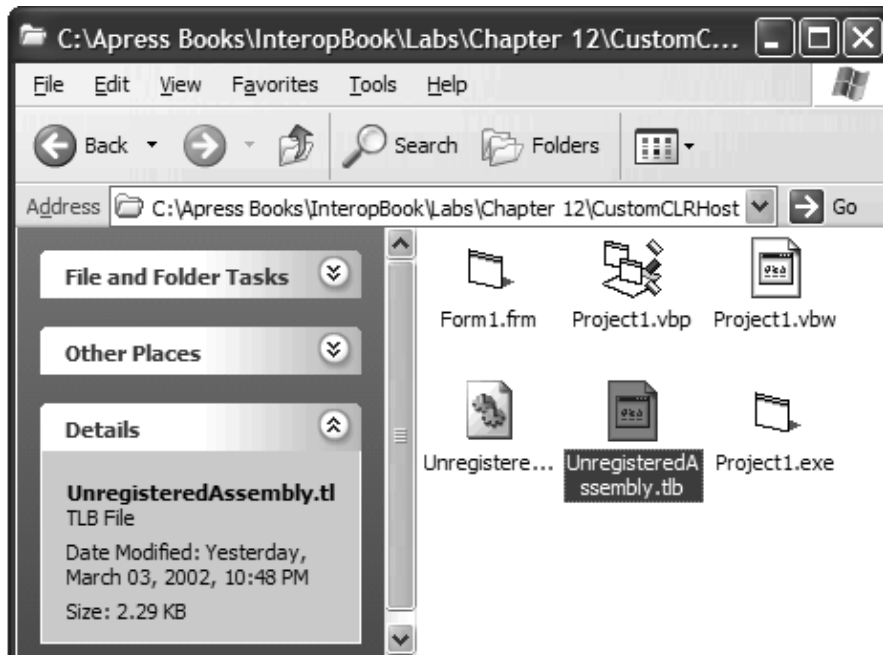 C:\Apress Books\InteropBook\Labs\Chapter 12\CustomC...
File Edit View Favorites Tools Help
Back Search Folders
Address C:\Apress Books\InteropBook\Labs\Chapter 12\CustomCLRHost Go
File and Folder Tasks
Other Places
Details
UnregisteredAssembly.tl
TLB File
Date Modified: Yesterday,
March 03, 2002, 10:48 PM
Size: 2.29 KB
Form1.frm Project1.vbp Project1.vbw
Unregistere... UnregisteredA
ssembly.tlb
Project1.exe